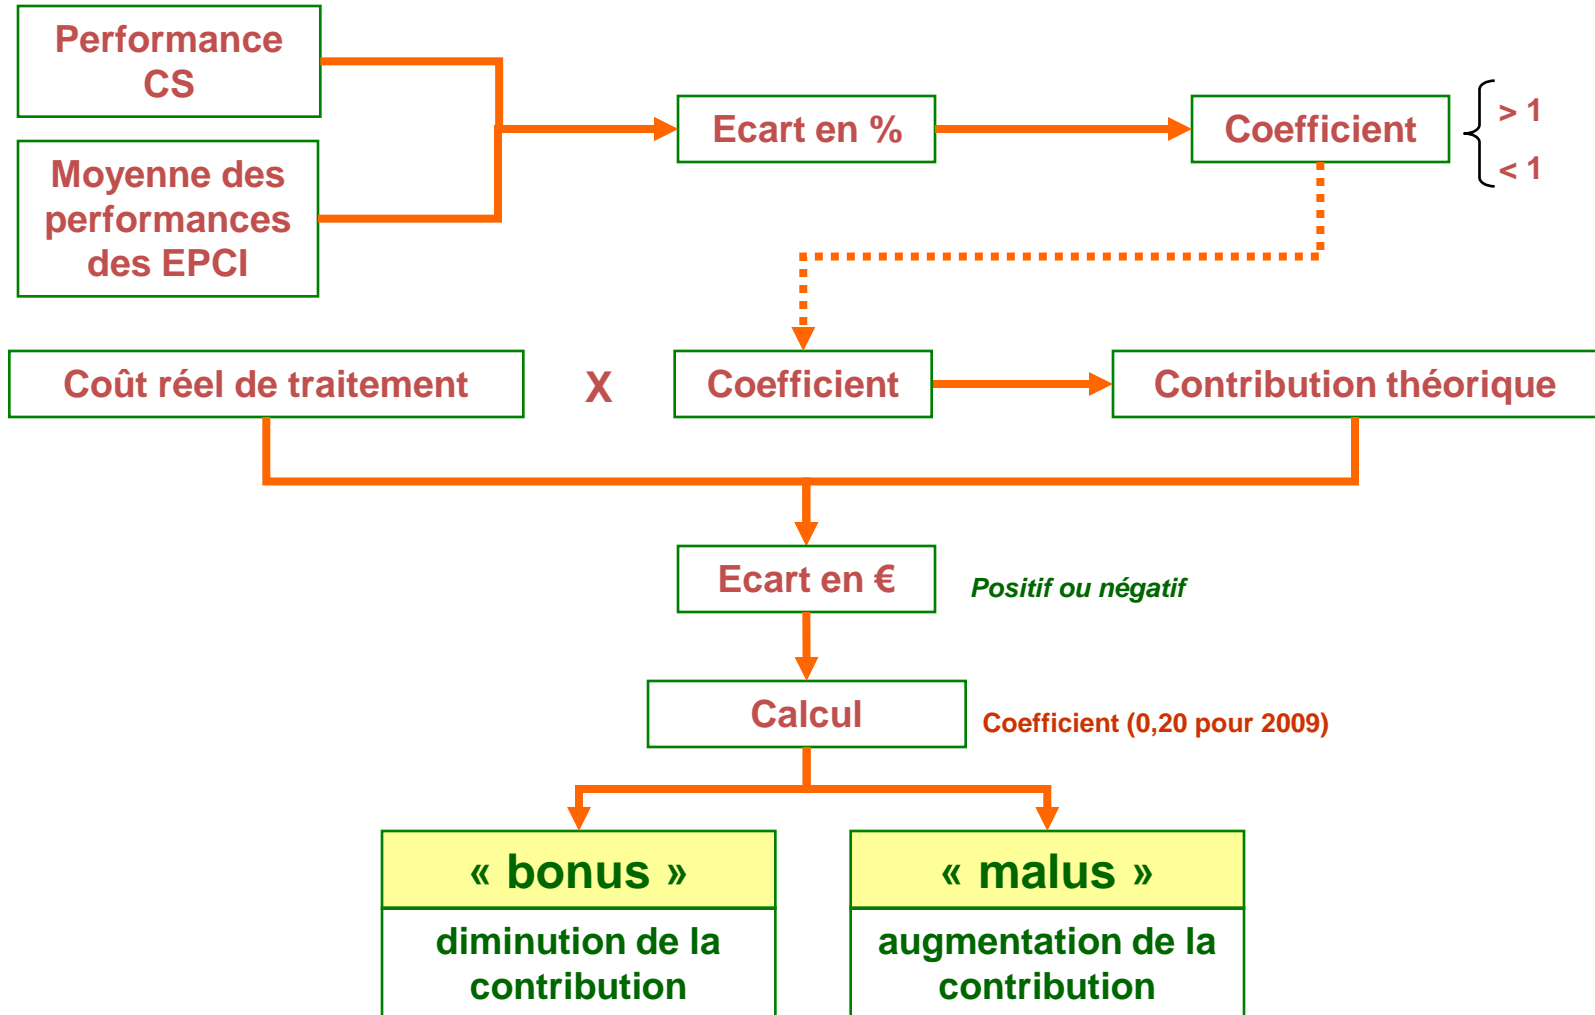 Performance
CS
Moyenne des
performances
des EPCI
Ecart en %
Coefficient
> 1
< 1
Coût réel de traitement
X
Coefficient
Contribution théorique
Ecart en €
Positif ou négatif
Calcul
Coefficient (0,20 pour 2009)
« bonus »
diminution de la
contribution
« malus »
augmentation de la
contribution